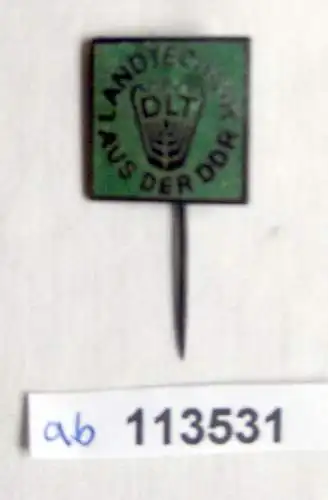 LANDTECHNIK
DLT
AUS DER DDR
ab 113531